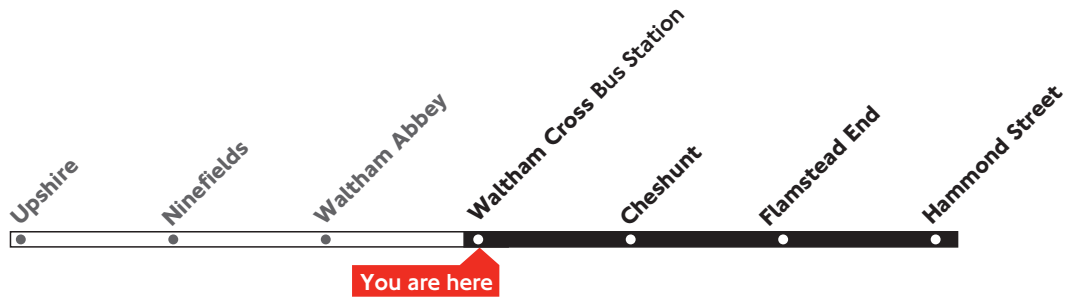 Upshire
Ninefields
Waltham Abbey
Waltham Cross Bus Station
Cheshunt
Flamstead End
Hammond Street
You are here